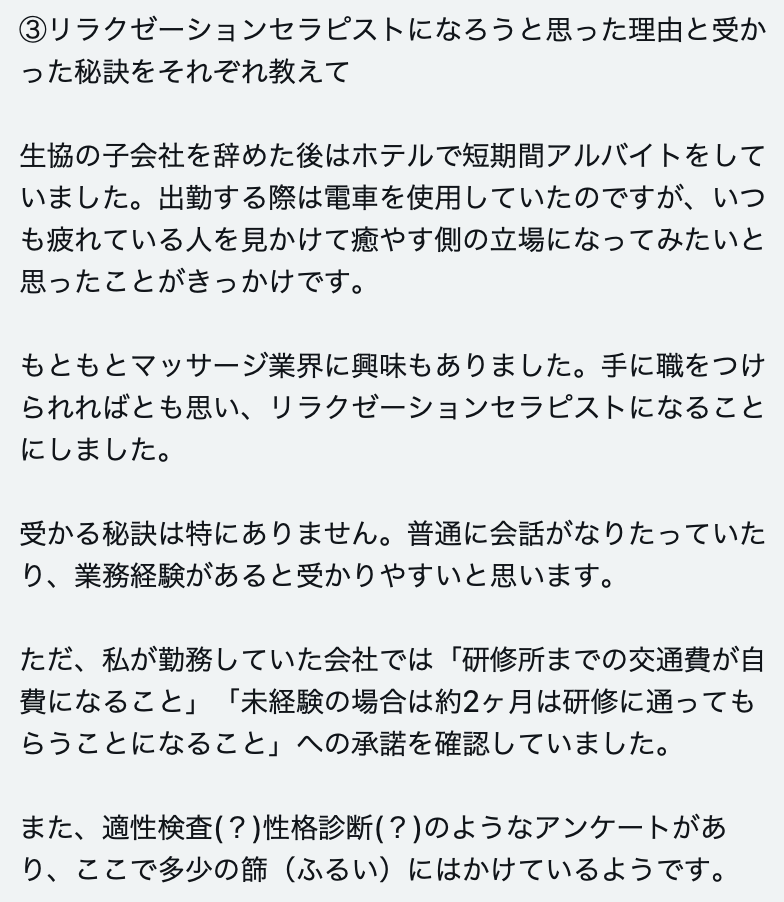 ③リラクゼーションセラピストになろうと思った理由と受か
った秘訣をそれぞれ教えて
生協の子会社を辞めた後はホテルで短期間アルバイトをして
いました。出勤する際は電車を使用していたのですが、いつ
も疲れている人を見かけて癒やす側の立場になってみたいと
思ったことがきっかけです。
もともとマッサージ業界に興味もありました。手に職をつけ
られればとも思い、リラクゼーションセラピストになること
にしました。
受かる秘訣は特にありません。普通に会話がなりたっていた
り、業務経験があると受かりやすいと思います。
ただ、私が勤務していた会社では「研修所までの交通費が自
費になること」「未経験の場合は約2ヶ月は研修に通っても
らうことになること」への承諾を確認していました。
また、適性検査(？)性格診断(？)のようなアンケートがあ
り、ここで多少の篩（ふるい）にはかけているようです。